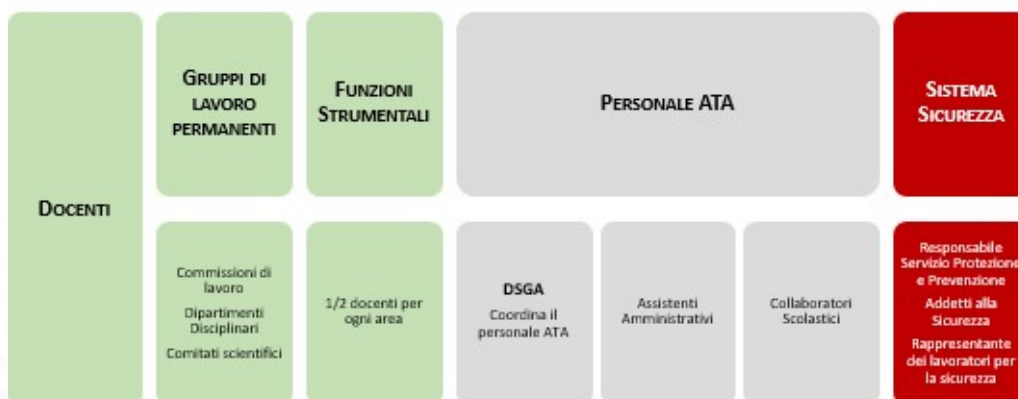 DOCENTI
GRUPPI DI
LAVORO
PERMANENTI
FUNZIONI
STRUMENTALI
PERSONALE ATA
SISTEMA
SICUREZZA
Commissioni di
lavoro
Dipartimenti
Disciplinari
Comitati scientifici
1/2 docenti per
ogni area
DSGA
Coordina il
personale ATA
Assistenti
Amministrativi
Collaboratori
Scolastici
Responsabile
Servizio Protezione
e Prevenzione
Addetti alla
Sicurezza
Rappresentante
dei lavoratori per
la sicurezza